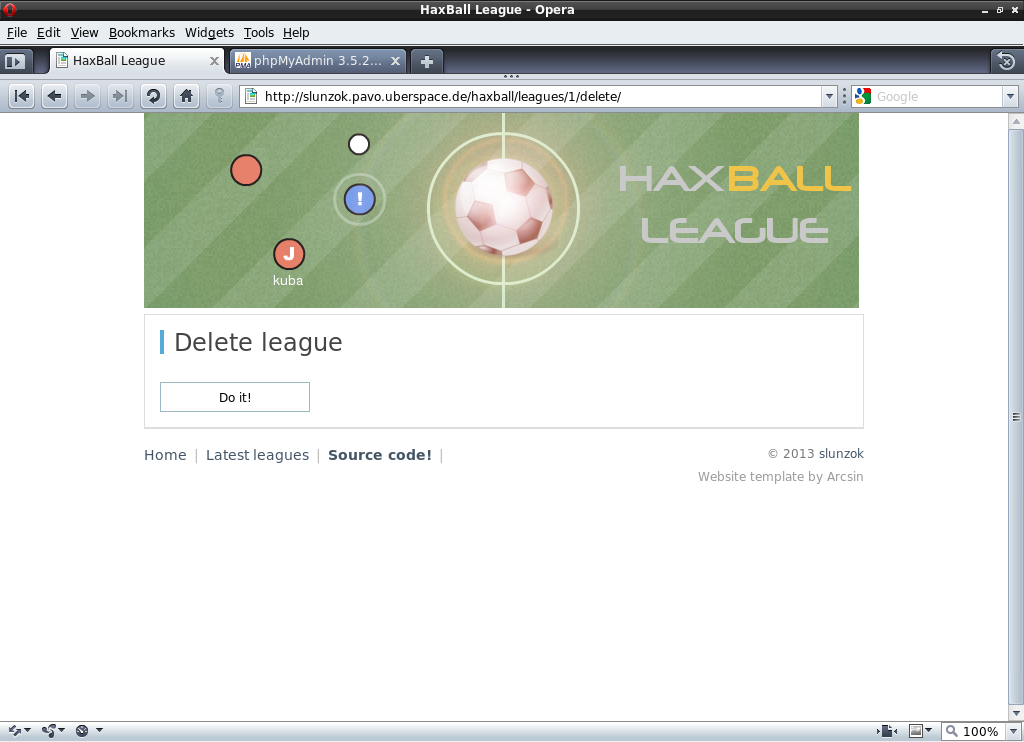 HaxBall League - Opera
File Edit View Bookmarks Widgets Tools Help
HaxBall League phpMyAdmin 3.5.2...
http://slunzok.pavo.uberspace.de/haxball/leagues/1/delete/ Google
HAXBALL
LEAGUE
!
J
kuba
Delete league
Do it!
Home | Latest leagues | Source code! | © 2013 slunzok
Website template by Arcsin
100%